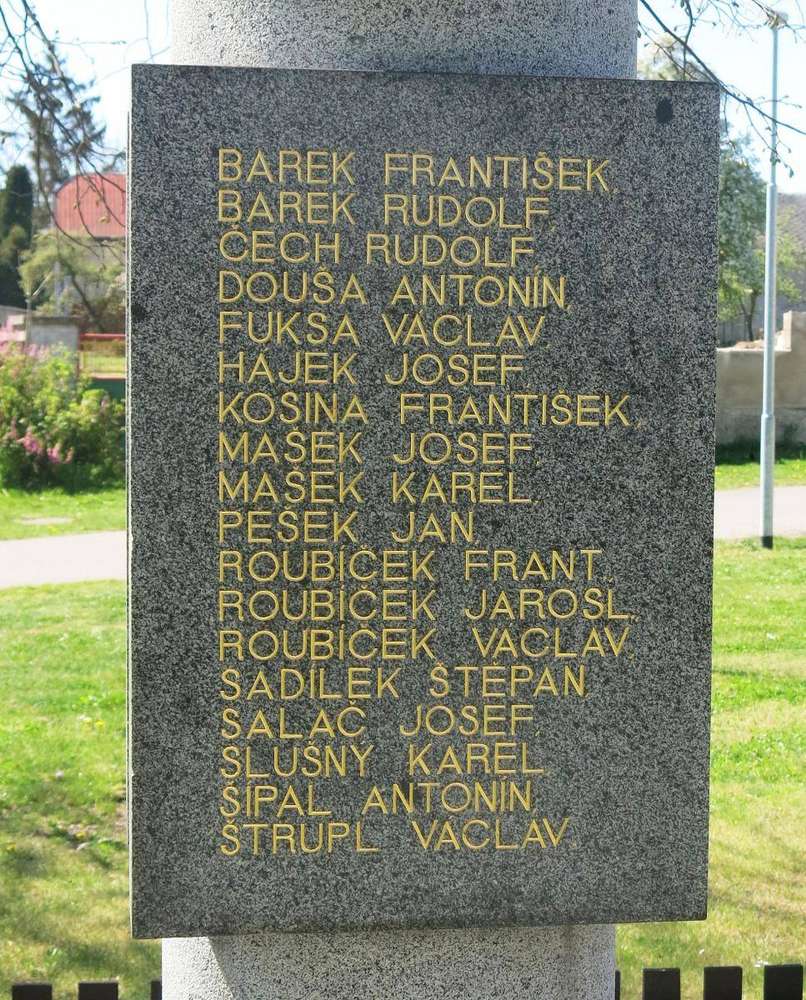 BAREK FRANTIŠEK,
BAREK RUDOLF,
ČECH RUDOLF,
DOUŠA ANTONÍN,
FUKSA VÁCLAV,
HÁJEK JOSEF,
KOSINA FRANTIŠEK,
MAŠEK JOSEF,
MAŠEK KAREL,
PEŠEK JAN,
ROUBÍČEK FRANT.,
ROUBÍČEK JAROSL,
ROUBÍČEK VÁCLAV,
SADÍLEK ŠTĚPÁN
SALAČ JOSEF,
SLUŠNÝ KAREL,
ŠÍPAL ANTONÍN,
ŠTRUPL VÁCLAV.